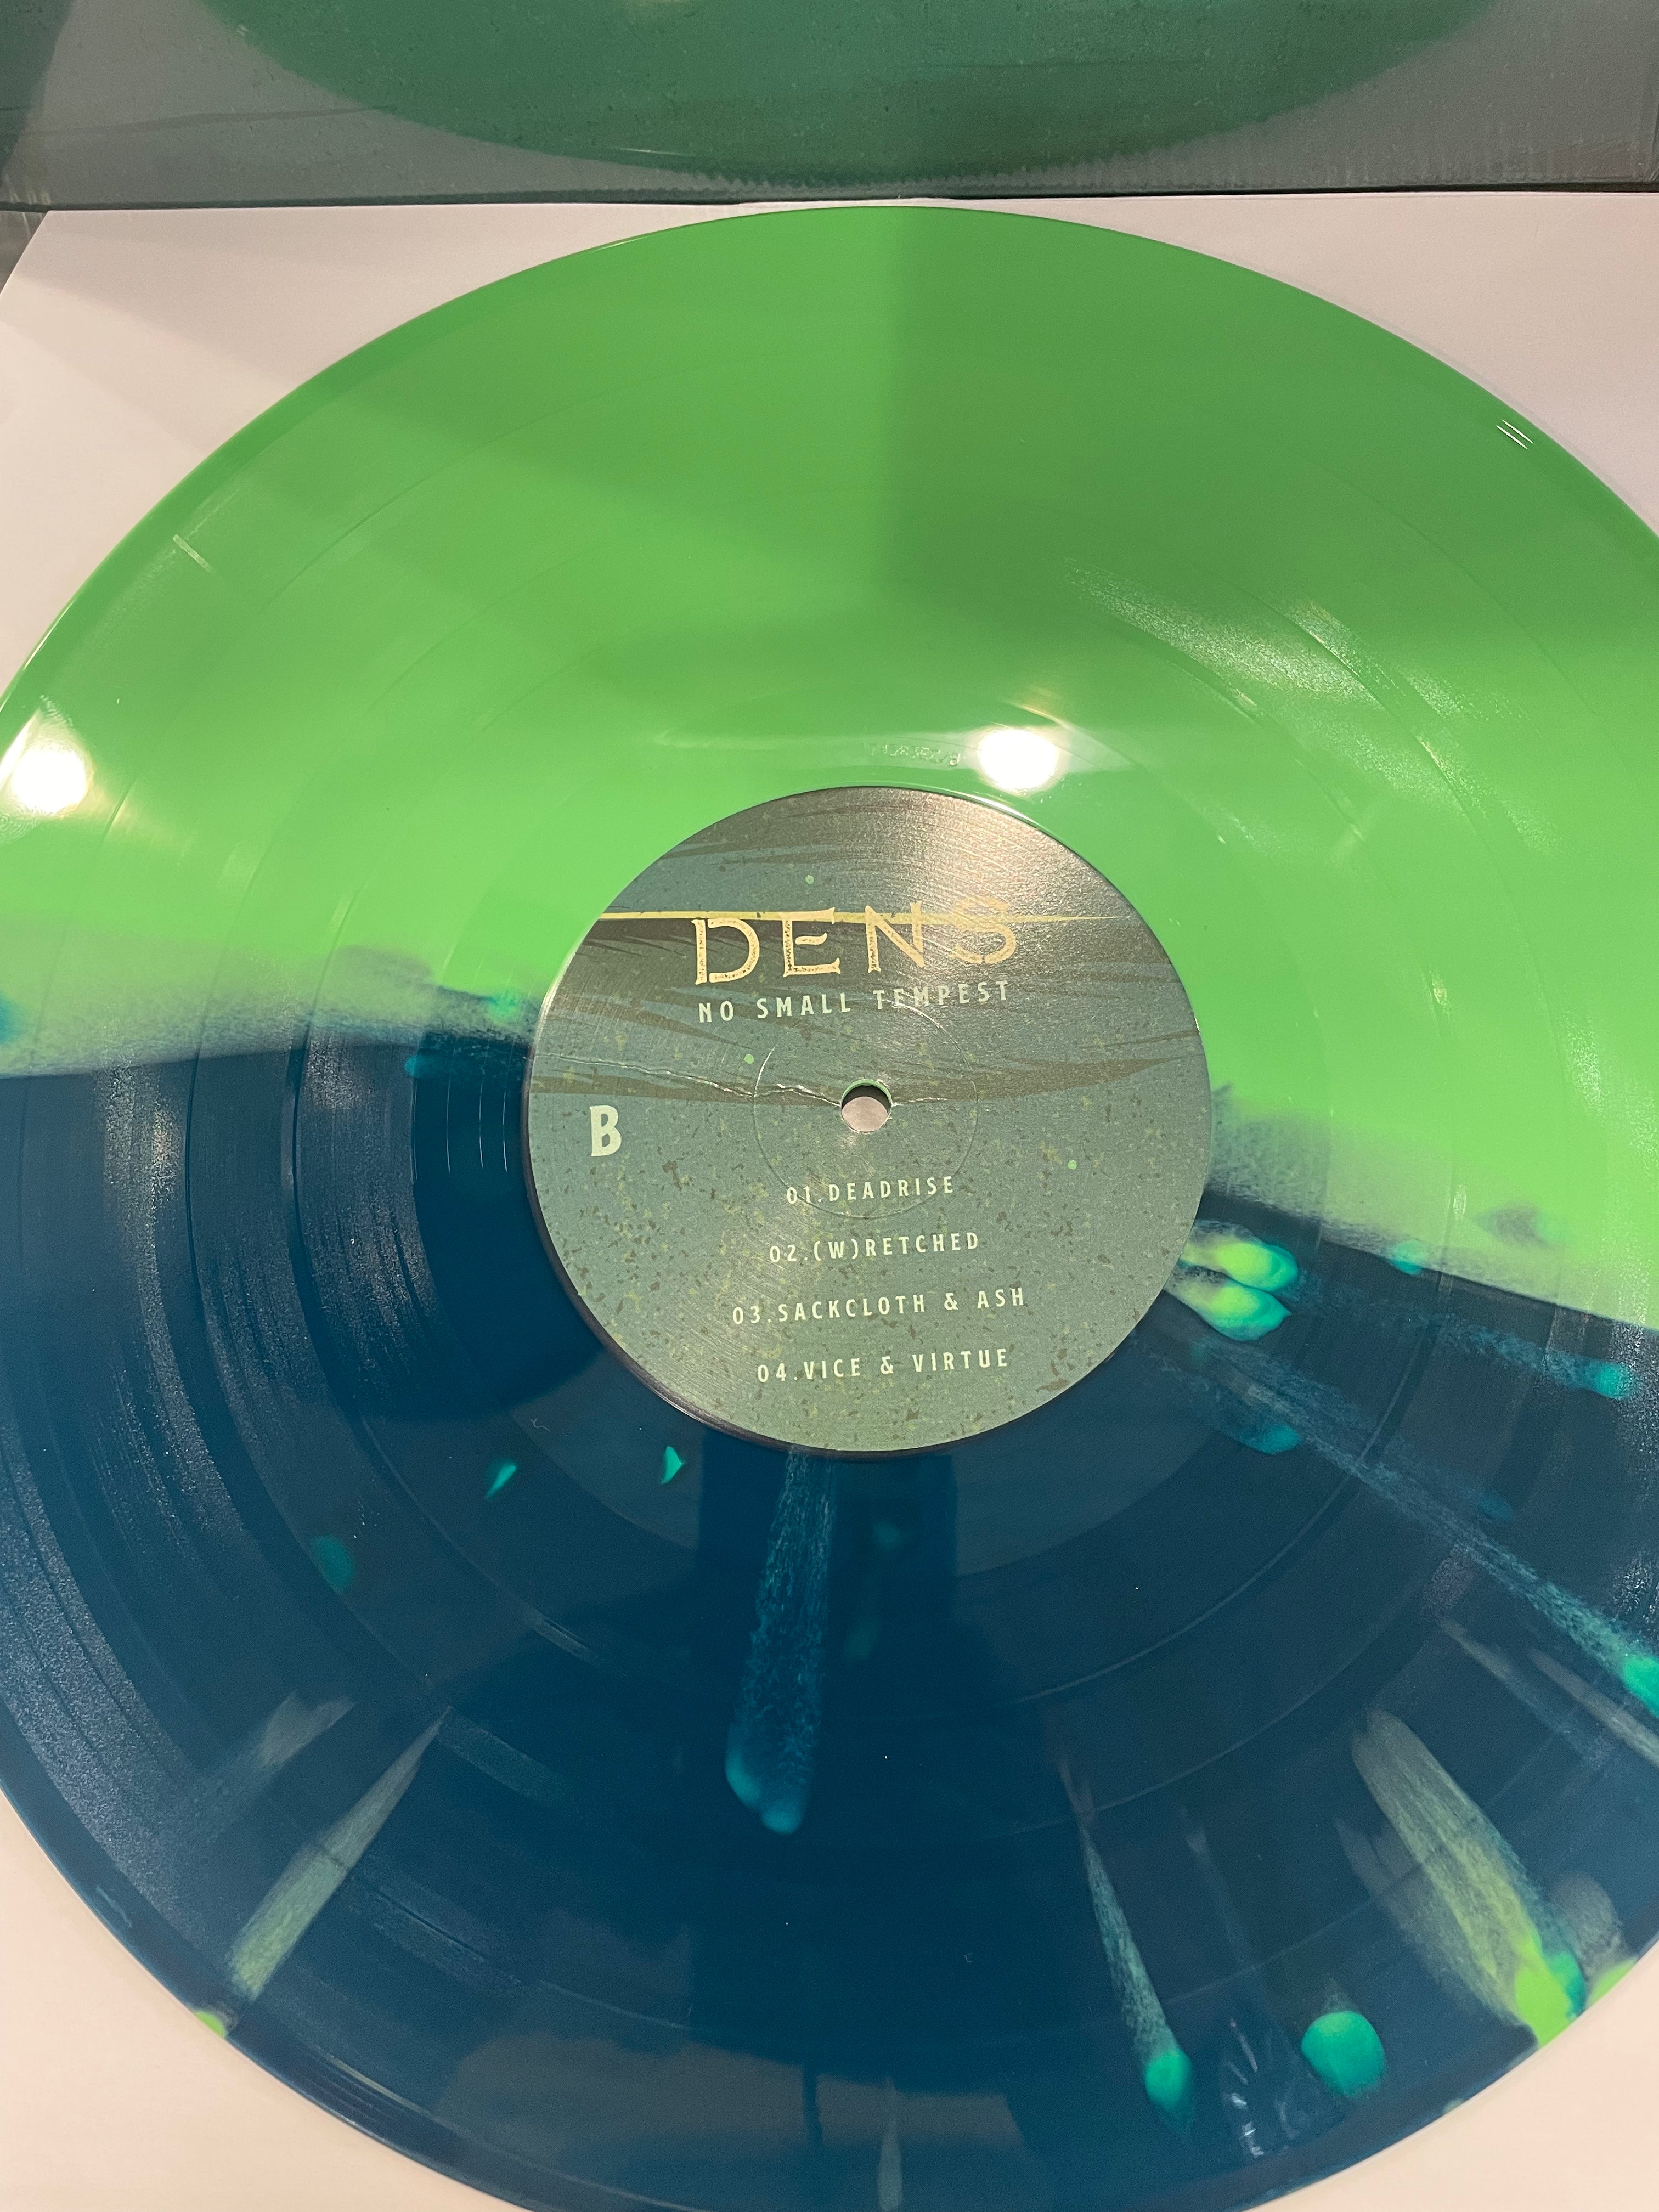 DENS
NO SMALL TEMPEST
B
01.DEADRISE
02.(W)RETCHED
03.SACKCLOTH & ASH
04.VICE & VIRTUE